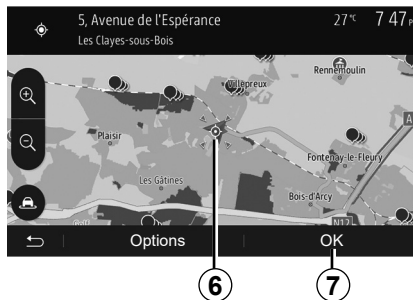 5, Avenue de l'Espérance
Les Clayes-sous-Bois
27 °C
7 47
Rennemoulin
Villepreux
Plaisir
Fontenay-le-Fleury
Les Gâtines
Bois-d'Arcy
A
N12
Options
OK
6
7